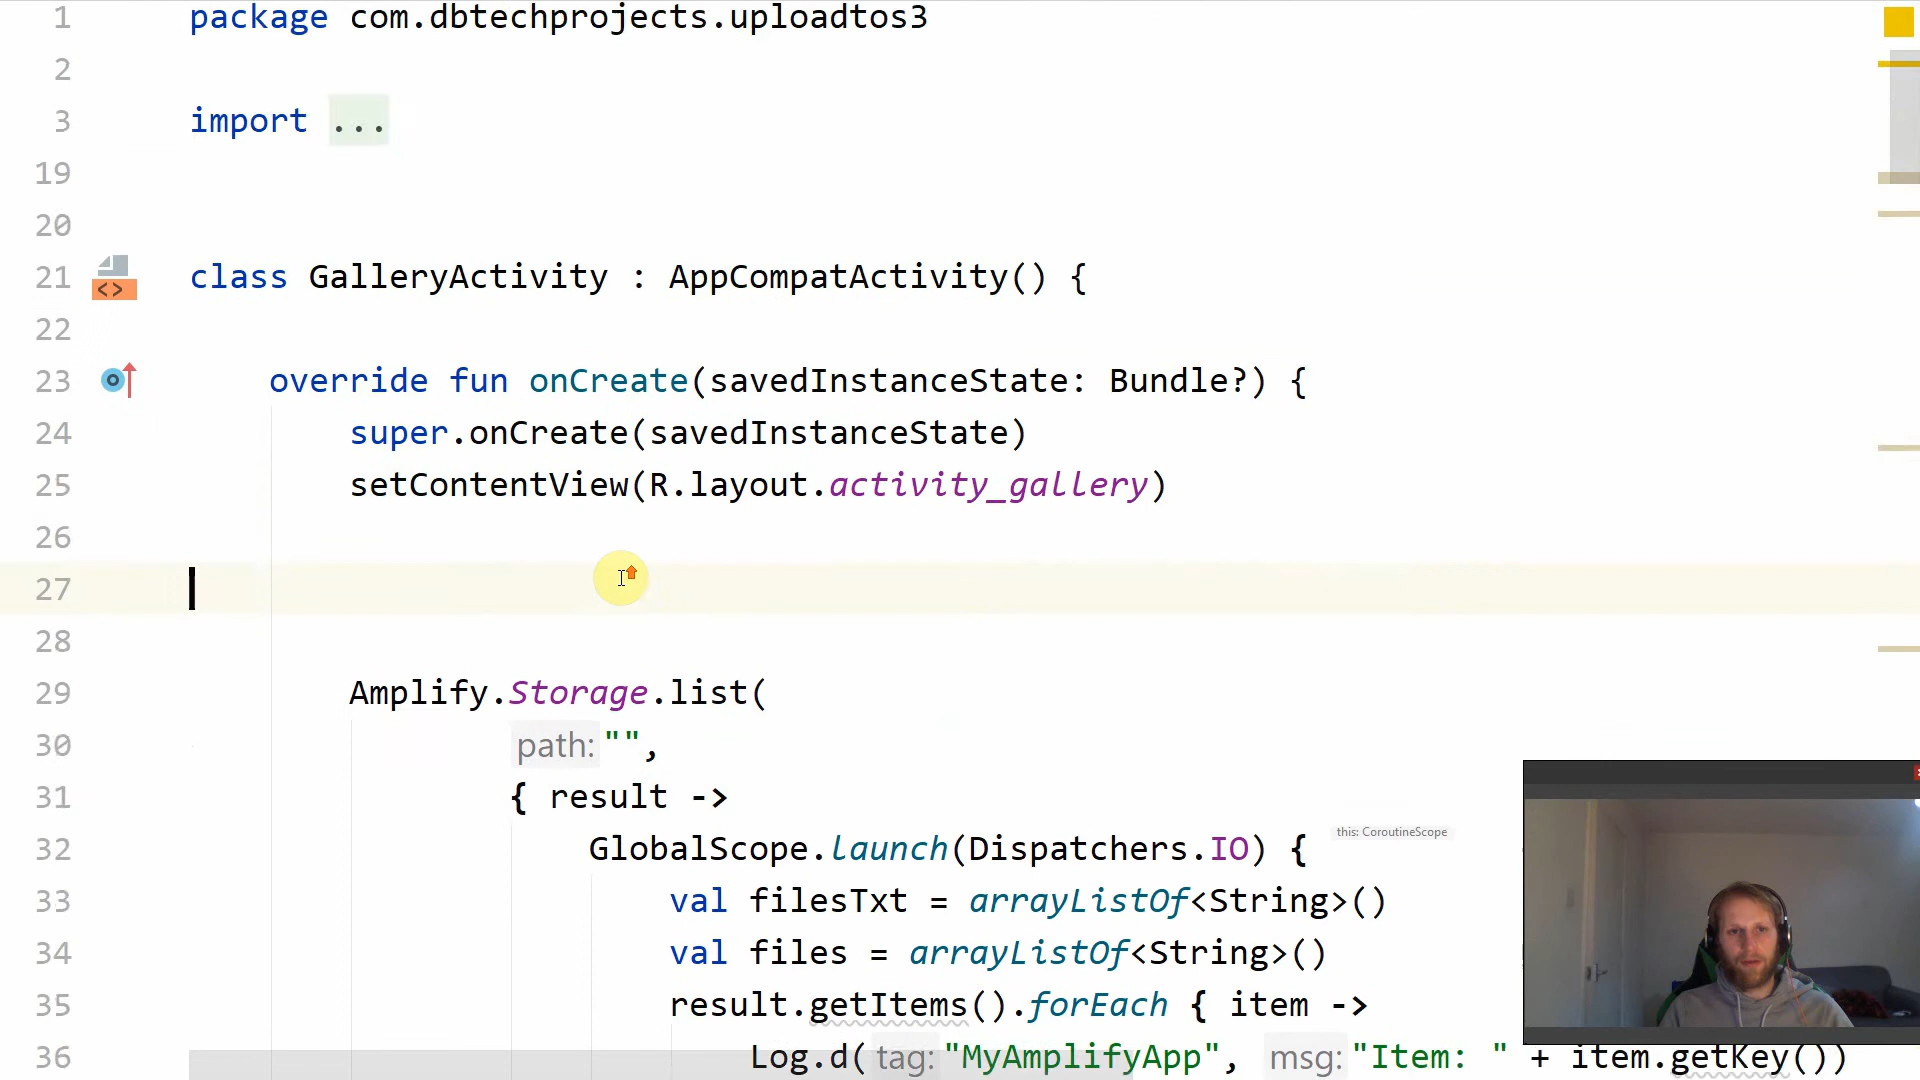 1 package com.dbtechprojects.uploadtos3
2
3 import ...
19
20
21 <> class GalleryActivity : AppCompatActivity() {
22
23 override fun onCreate(savedInstanceState: Bundle?) {
24 super.onCreate(savedInstanceState)
25 setContentView(R.layout.activity_gallery)
26
27
28
29 Amplify.Storage.list(
30 path: "",
31 { result ->
32 GlobalScope.launch(Dispatchers.IO) { this: CoroutineScope
33 val filesTxt = arrayListOf<String>()
34 val files = arrayListOf<String>()
35 result.getItems().forEach { item ->
36 Log.d( tag: "MyAmplifyApp", msg: "Item: " + item.getKey())